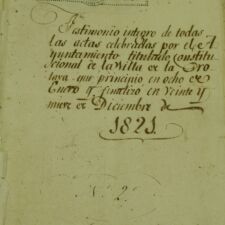 Testimonio integro de todas
las actas celebradas por el A
yuntamiento titulado Constitu
cional de la Villa de la Oro
tava que principio en ocho de
Enero y finalizo en veinte y
nueve de Diciembre de
1821
N. 2.